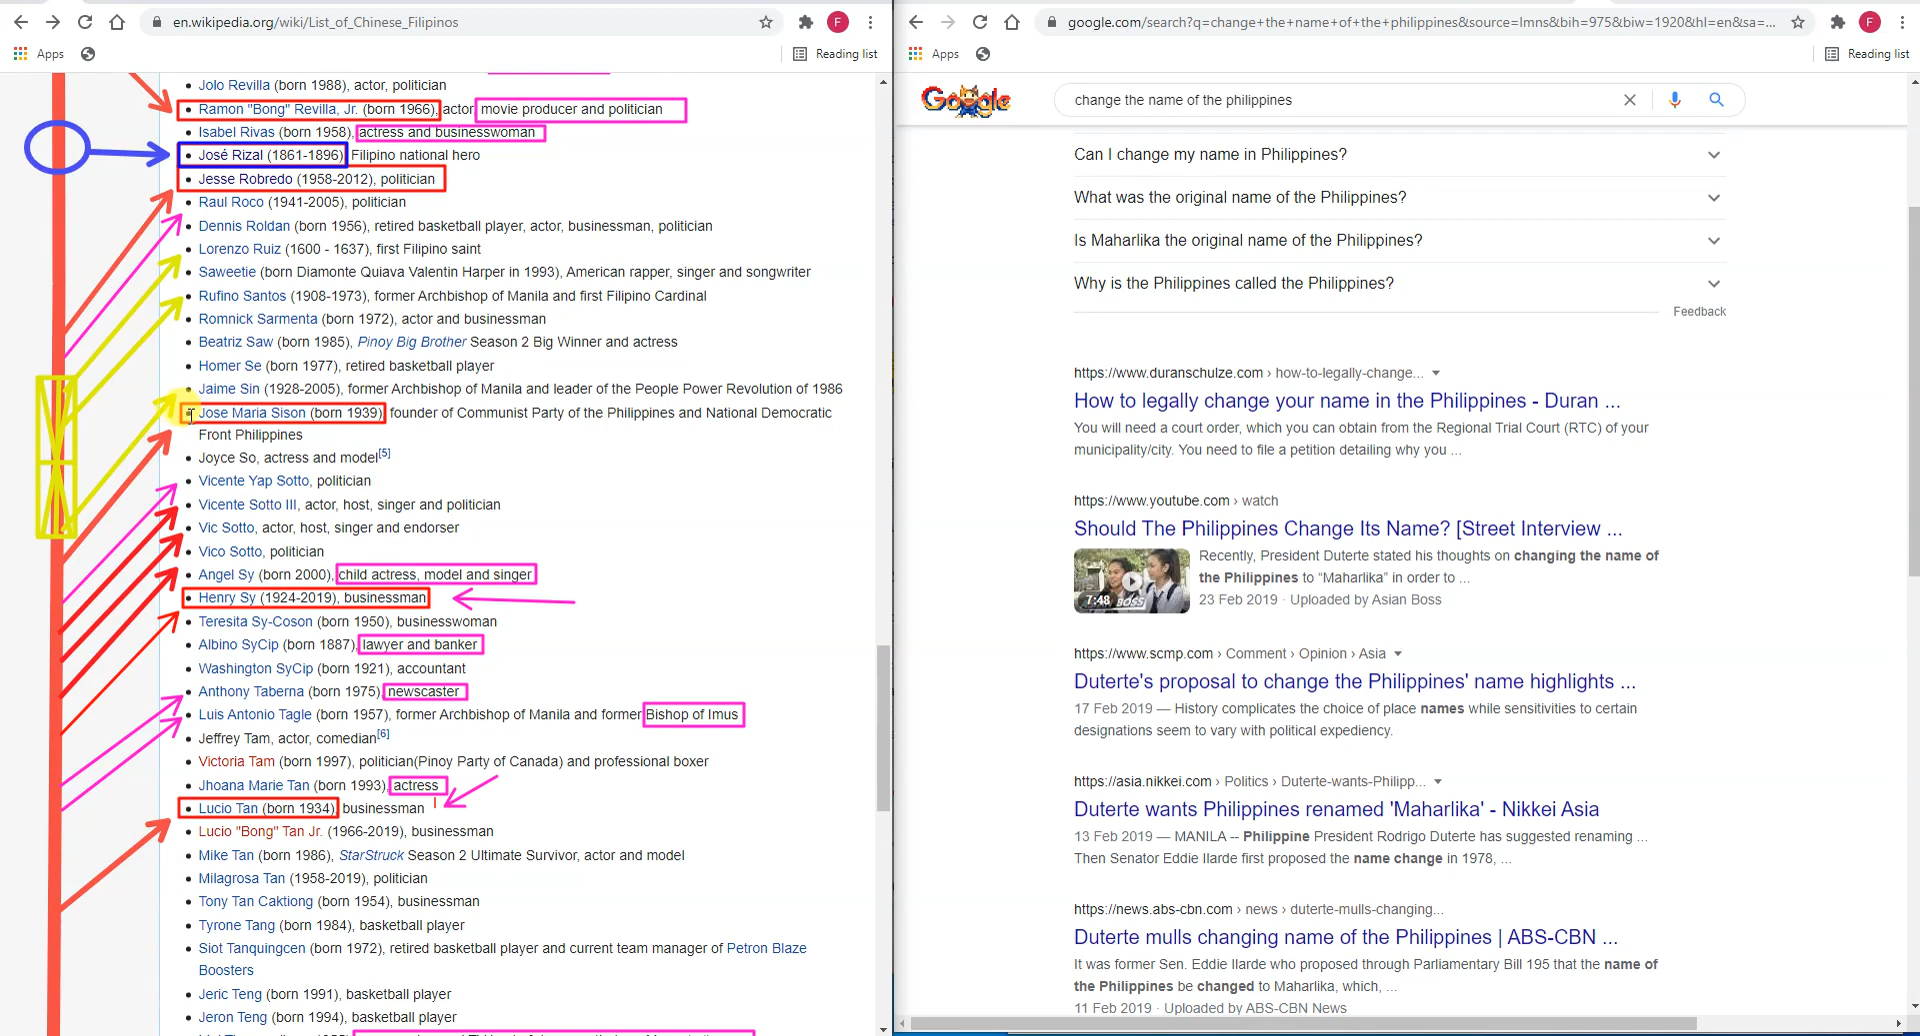 en.wikipedia.org/wiki/List_of_Chinese_Filipinos
F
Apps
Reading list
Jolo Revilla (born 1988), actor, politician
Ramon "Bong" Revilla, Jr. (born 1966), actor, movie producer and politician
Isabel Rivas (born 1958), actress and businesswoman
José Rizal (1861-1896), Filipino national hero
Jesse Robredo (1958-2012), politician
Raul Roco (1941-2005), politician
Dennis Roldan (born 1956), retired basketball player, actor, businessman, politician
Lorenzo Ruiz (1600 - 1637), first Filipino saint
Saweetie (born Diamonte Quiava Valentin Harper in 1993), American rapper, singer and songwriter
Rufino Santos (1908-1973), former Archbishop of Manila and first Filipino Cardinal
Romnick Sarmenta (born 1972), actor and businessman
Beatriz Saw (born 1985), Pinoy Big Brother Season 2 Big Winner and actress
Homer Se (born 1977), retired basketball player
Jaime Sin (1928-2005), former Archbishop of Manila and leader of the People Power Revolution of 1986
Jose Maria Sison (born 1939), founder of Communist Party of the Philippines and National Democratic
Front Philippines
Joyce So, actress and model[5]
Vicente Yap Sotto, politician
Vicente Sotto III, actor, host, singer and politician
Vic Sotto, actor, host, singer and endorser
Vico Sotto, politician
Angel Sy (born 2000), child actress, model and singer
Henry Sy (1924-2019), businessman
Teresita Sy-Coson (born 1950), businesswoman
Albino SyCip (born 1887), lawyer and banker
Washington SyCip (born 1921), accountant
Anthony Taberna (born 1975), newscaster
Luis Antonio Tagle (born 1957), former Archbishop of Manila and former Bishop of Imus
Jeffrey Tam, actor, comedian[6]
Victoria Tam (born 1997), politician(Pinoy Party of Canada) and professional boxer
Jhoana Marie Tan (born 1993), actress
Lucio Tan (born 1934), businessman
Lucio "Bong" Tan Jr. (1966-2019), businessman
Mike Tan (born 1986), StarStruck Season 2 Ultimate Survivor, actor and model
Milagrosa Tan (1958-2019), politician
Tony Tan Caktiong (born 1954), businessman
Tyrone Tang (born 1984), basketball player
Siot Tanquingcen (born 1972), retired basketball player and current team manager of Petron Blaze
Boosters
Jeric Teng (born 1991), basketball player
Jeron Teng (born 1994), basketball player
google.com/search?q=change+the+name+of+the+philippines&source=lmns&bih=975&biw=1920&hl=en&sa=...
F
Apps
Reading list
Google
change the name of the philippines
Can I change my name in Philippines?
What was the original name of the Philippines?
Is Maharlika the original name of the Philippines?
Why is the Philippines called the Philippines?
Feedback
https://www.duranschulze.com › how-to-legally-change...
How to legally change your name in the Philippines - Duran ...
You will need a court order, which you can obtain from the Regional Trial Court (RTC) of your
municipality/city. You need to file a petition detailing why you ...
https://www.youtube.com › watch
Should The Philippines Change Its Name? [Street Interview ...
Recently, President Duterte stated his thoughts on changing the name of
the Philippines to “Maharlika” in order to ...
7:48 BOSS
23 Feb 2019 · Uploaded by Asian Boss
https://www.scmp.com › Comment › Opinion › Asia
Duterte's proposal to change the Philippines' name highlights ...
17 Feb 2019 — History complicates the choice of place names while sensitivities to certain
designations seem to vary with political expediency.
https://asia.nikkei.com › Politics › Duterte-wants-Philipp...
Duterte wants Philippines renamed 'Maharlika' - Nikkei Asia
13 Feb 2019 — MANILA -- Philippine President Rodrigo Duterte has suggested renaming ...
Then Senator Eddie Ilarde first proposed the name change in 1978, ...
https://news.abs-cbn.com › news › duterte-mulls-changing...
Duterte mulls changing name of the Philippines | ABS-CBN ...
It was former Sen. Eddie Ilarde who proposed through Parliamentary Bill 195 that the name of
the Philippines be changed to Maharlika, which, ...
11 Feb 2019 · Uploaded by ABS-CBN News